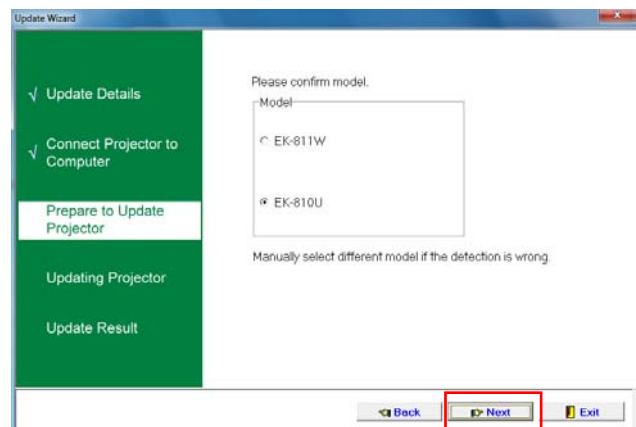 Update Wizard
√ Update Details
√ Connect Projector to
Computer
Prepare to Update
Projector
Updating Projector
Update Result
Please confirm model.
Model
EK-811W
EK-810U
Manually select different model if the detection is wrong.
Back
Next
Exit